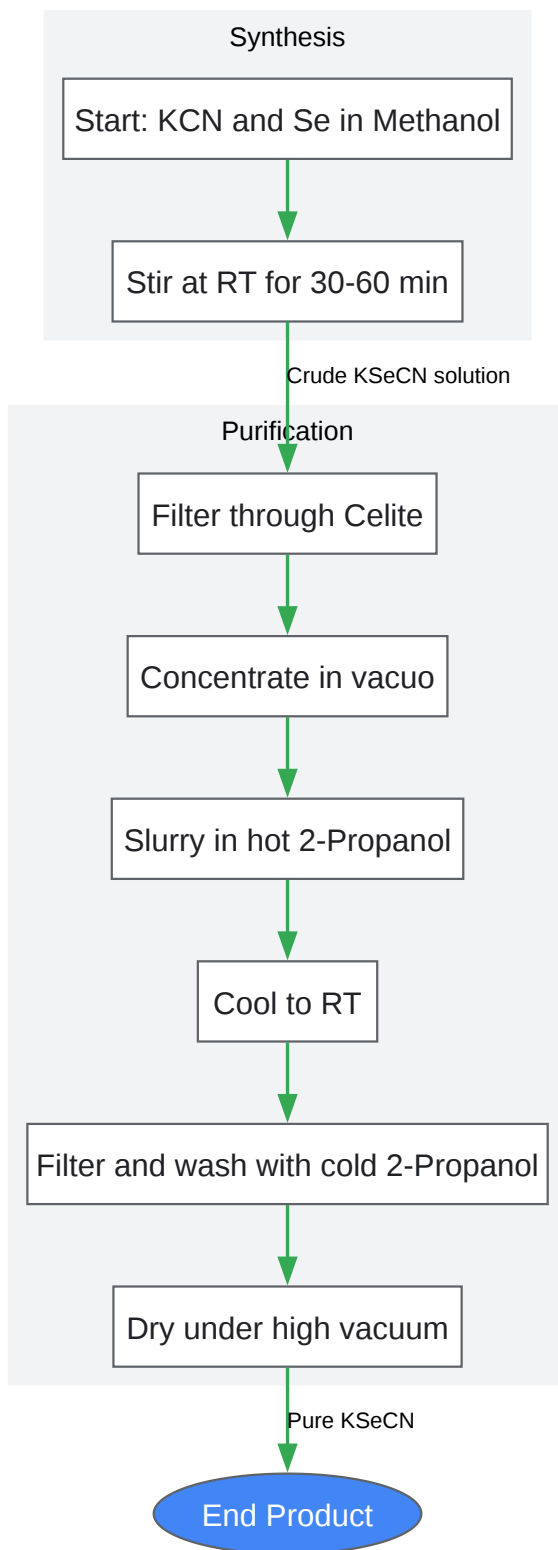 Synthesis
Start: KCN and Se in Methanol
Stir at RT for 30-60 min
Crude KSeCN solution
Purification
Filter through Celite
Concentrate in vacuo
Slurry in hot 2-Propanol
Cool to RT
Filter and wash with cold 2-Propanol
Dry under high vacuum
Pure KSeCN
End Product